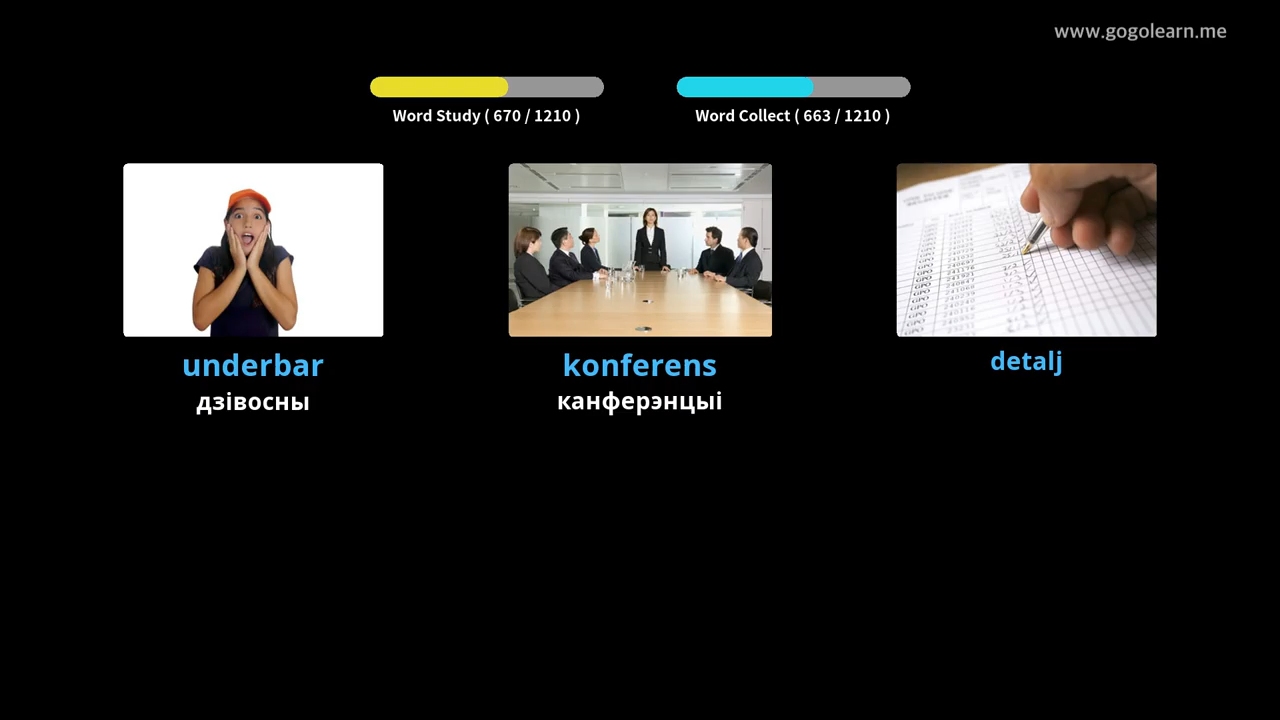 www.gogolearn.me
Word Study ( 670 / 1210 )
Word Collect ( 663 / 1210 )
underbar
konferens
detalj
дзівосны
канферэнцыі